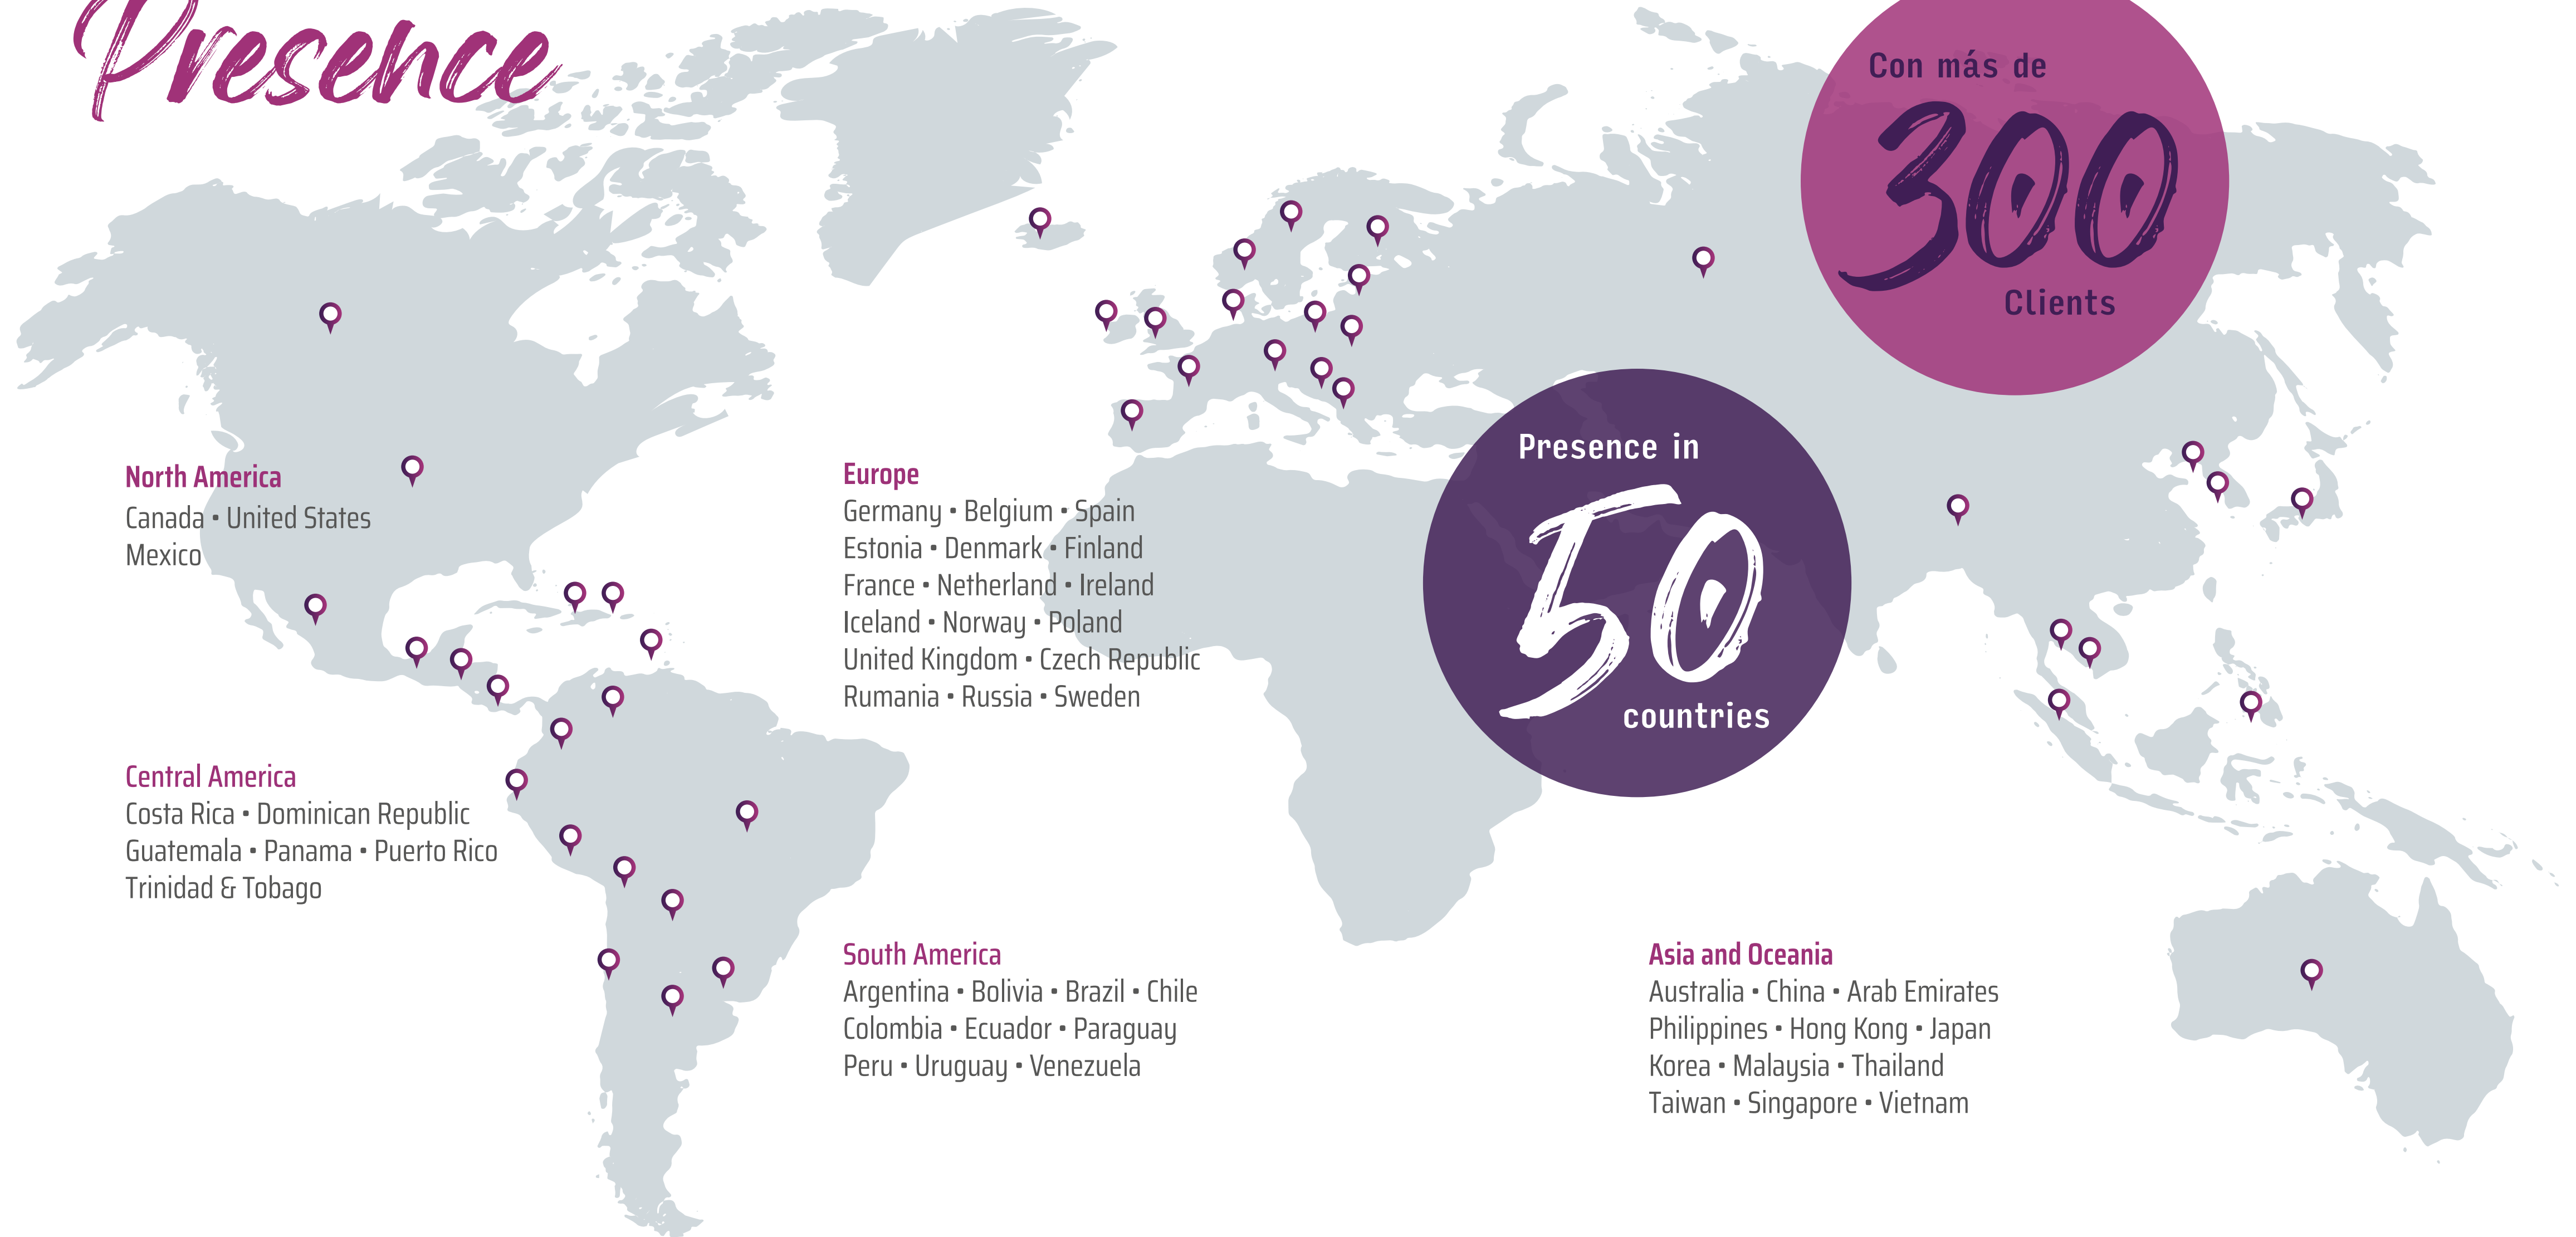 Presence
Con más de
300
Clients
Presence in
50
countries
North America
Canada • United States
Mexico
Europe
Germany • Belgium • Spain
Estonia • Denmark • Finland
France • Netherland • Ireland
Iceland • Norway • Poland
United Kingdom • Czech Republic
Rumania • Russia • Sweden
Central America
Costa Rica • Dominican Republic
Guatemala • Panama • Puerto Rico
Trinidad & Tobago
South America
Argentina • Bolivia • Brazil • Chile
Colombia • Ecuador • Paraguay
Peru • Uruguay • Venezuela
Asia and Oceania
Australia • China • Arab Emirates
Philippines • Hong Kong • Japan
Korea • Malaysia • Thailand
Taiwan • Singapore • Vietnam